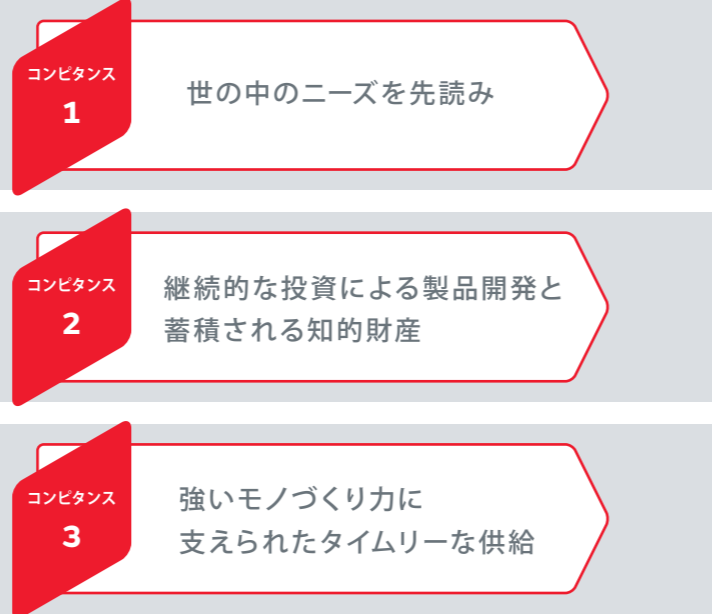 コンピタンス
1
世の中のニーズを先読み
コンピタンス
2
継続的な投資による製品開発と
蓄積される知的財産
コンピタンス
3
強いモノづくり力に
支えられたタイムリーな供給